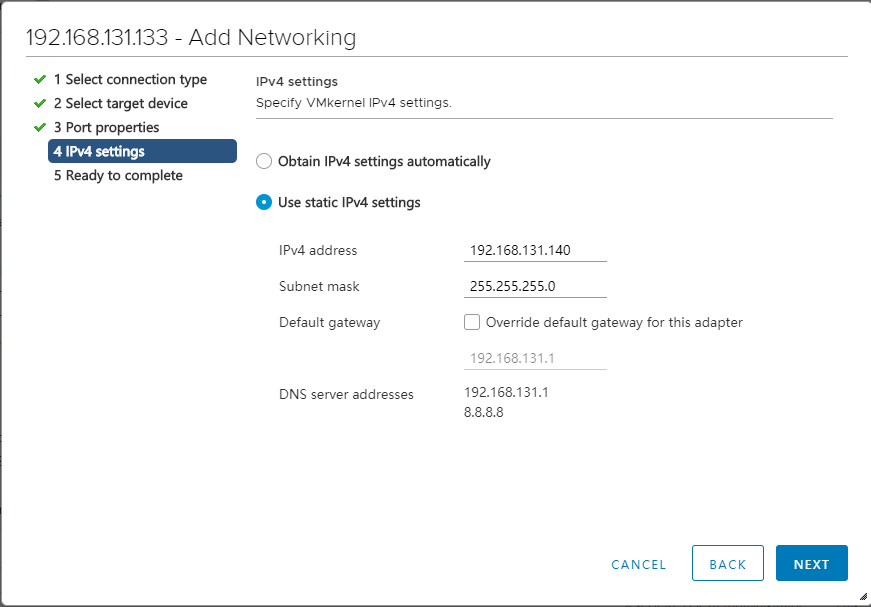 192.168.131.133 - Add Networking
1 Select connection type
2 Select target device
3 Port properties
4 IPv4 settings
5 Ready to complete
IPv4 settings
Specify VMkernel IPv4 settings.
Obtain IPv4 settings automatically
Use static IPv4 settings
IPv4 address 192.168.131.140
Subnet mask 255.255.255.0
Default gateway Override default gateway for this adapter
192.168.131.1
DNS server addresses 192.168.131.1
8.8.8.8
CANCEL BACK NEXT